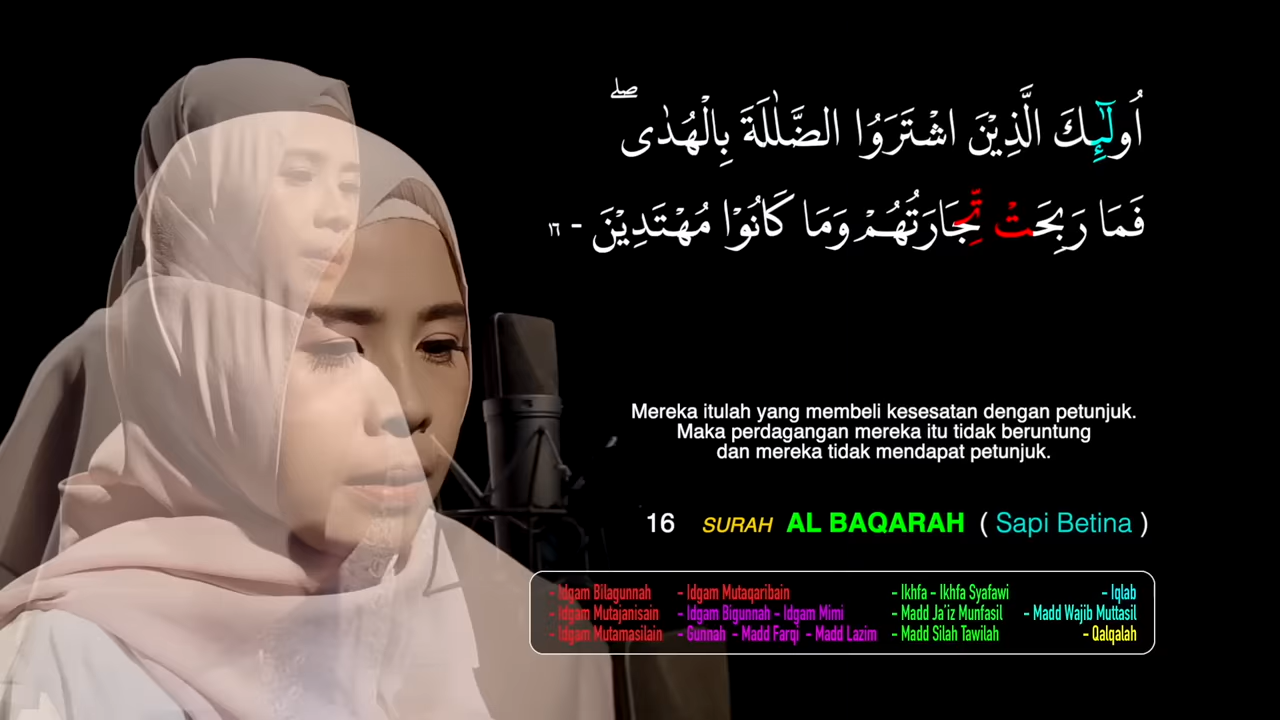 اُولٰۤىِٕكَ الَّذِيْنَ اشْتَرَوُا الضَّلٰلَةَ بِالْهُدٰىۖ
فَمَا رَبِحَتْ تِّجَارَتُهُمْ وَمَا كَانُوْا مُهْتَدِيْنَ - ١٦
Mereka itulah yang membeli kesesatan dengan petunjuk.
Maka perdagangan mereka itu tidak beruntung
dan mereka tidak mendapat petunjuk.
16 SURAH AL BAQARAH ( Sapi Betina )
- Idgam Bilagunnah - Idgam Mutaqaribain - Ikhfa - Ikhfa Syafawi - Iqlab
- Idgam Mutajanisain - Idgam Bigunnah - Idgam Mimi - Madd Ja'iz Munfasil - Madd Wajib Muttasil
- Idgam Mutamasilain - Gunnah - Madd Farqi - Madd Lazim - Madd Silah Tawilah - Qalqalah